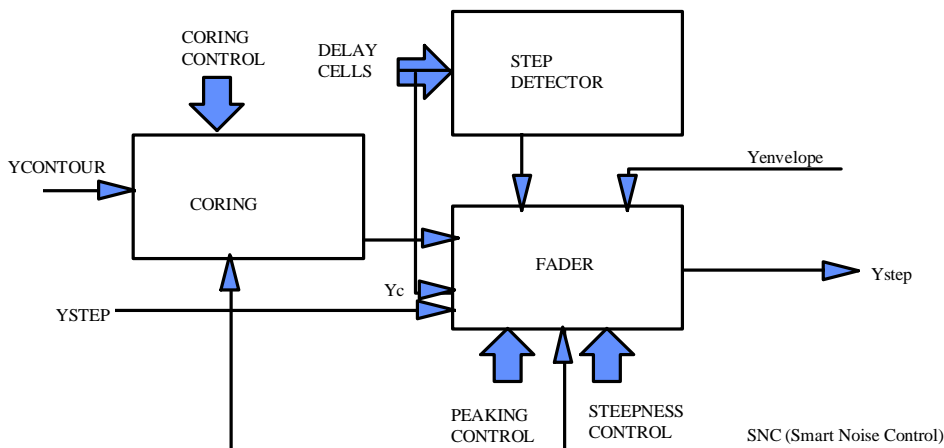 CORING
CONTROL
DELAY
CELLS
STEP
DETECTOR
YCONTOUR
Yenvelope
CORING
FADER
Ystep
Yc
YSTEP
PEAKING
CONTROL
STEEPNESS
CONTROL
SNC (Smart Noise Control)